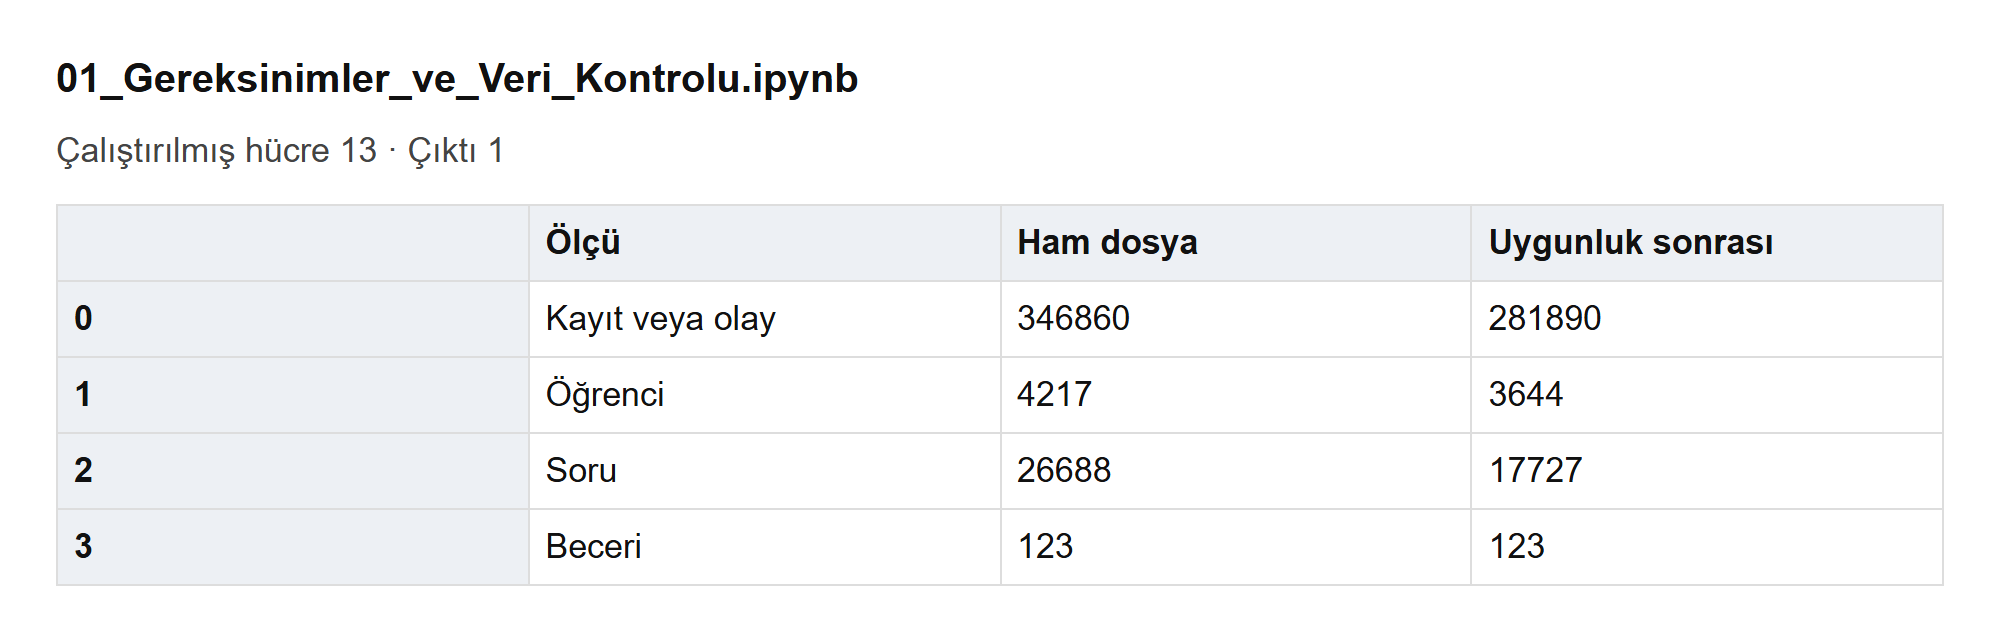 01_Gereksinimler_ve_Veri_Kontrolu.ipynb
Çalıştırılmış hücre 13 · Çıktı 1
Ölçü Ham dosya Uygunluk sonrası
0 Kayıt veya olay 346860 281890
1 Öğrenci 4217 3644
2 Soru 26688 17727
3 Beceri 123 123